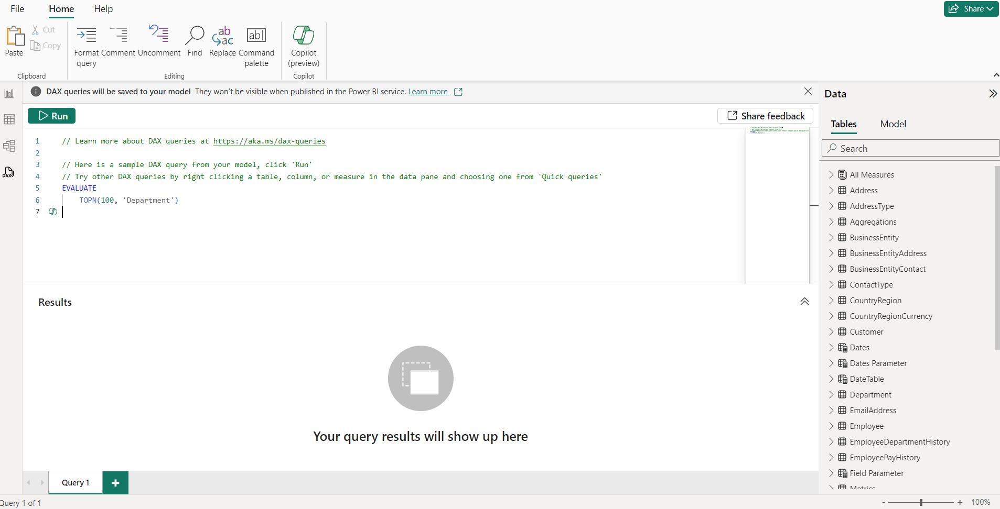 File Home Help
Share
Paste
Cut
Copy
Clipboard
Format query
Comment
Uncomment
Find
Replace
Command palette
Editing
Copilot (preview)
Copilot
DAX queries will be saved to your model They won't be visible when published in the Power BI service. Learn more
Run
Share feedback
1 // Learn more about DAX queries at https://aka.ms/dax-queries
2
3 // Here is a sample DAX query from your model, click 'Run'
4 // Try other DAX queries by right clicking a table, column, or measure in the data pane and choosing one from 'Quick queries'
5 EVALUATE
6 TOPN(100, 'Department')
7
Results
Your query results will show up here
Query 1
Query 1 of 1
DAX
Data
Tables Model
Search
All Measures
Address
AddressType
Aggregations
BusinessEntity
BusinessEntityAddress
BusinessEntityContact
ContactType
CountryRegion
CountryRegionCurrency
Customer
Dates
Dates Parameter
DateTable
Department
EmailAddress
Employee
EmployeeDepartmentHistory
EmployeePayHistory
Field Parameter
Metrics
- + 100%